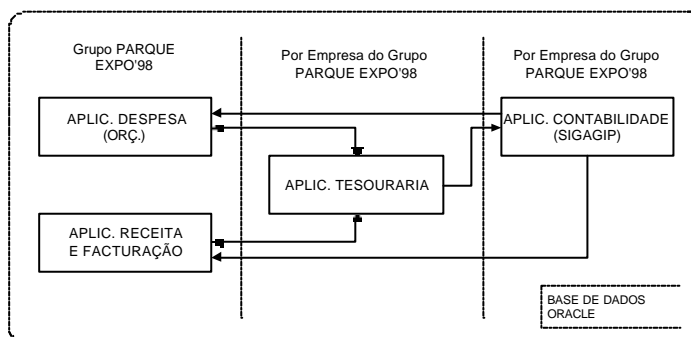 Grupo PARQUE
EXPO'98
Por Empresa do Grupo
PARQUE EXPO'98
Por Empresa do Grupo
PARQUE EXPO'98
APLIC. DESPESA
(ORÇ.)
APLIC. CONTABILIDADE
(SIGAGIP)
APLIC. TESOURARIA
APLIC. RECEITA
E FACTURAÇÃO
BASE DE DADOS
ORACLE